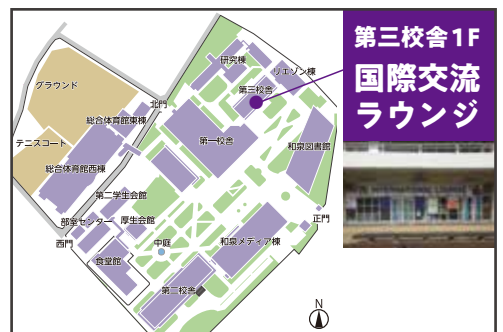 第三校舎1F
国際交流
ラウンジ
研究棟
リエゾン棟
第三校舎
グラウンド
北門
総合体育館東棟
第一校舎
テニスコート
和泉図書館
総合体育館西棟
第二学生会館
部室センター
厚生会館
正門
西門
中庭
和泉メディア棟
食堂館
第二校舎
N